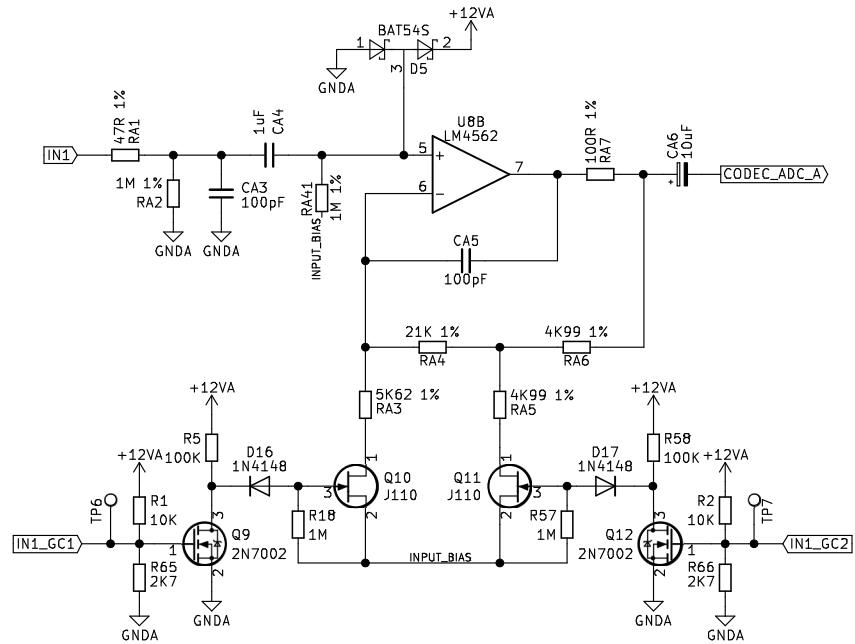 +12VA
BAT54S
1
2
3
D5
GNDA
47R 1%
RA1
1uF
CA4
U8B
LM4562
100R 1%
RA7
CA6
10uF
IN1
5
+
6
−
7
+
CODEC_ADC_A
1M 1%
RA2
CA3
100pF
RA41
1M 1%
INPUT_BIAS
GNDA
GNDA
CA5
100pF
21K 1%
RA4
4K99 1%
RA6
5K62 1%
RA3
4K99 1%
RA5
+12VA
+12VA
R5
100K
D16
1N4148
1
Q10
J110
3
2
Q11
J110
1
3
2
D17
1N4148
R58
100K
+12VA
+12VA
TP6
R1
10K
R18
1M
R57
1M
R2
10K
TP7
IN1_GC1
3
1
2
Q9
2N7002
INPUT_BIAS
Q12
2N7002
3
1
2
IN1_GC2
R65
2K7
R66
2K7
GNDA
GNDA
GNDA
GNDA